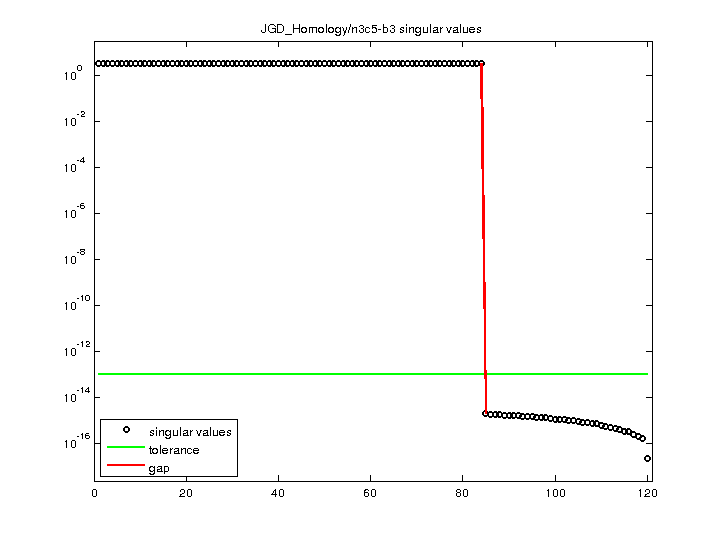 JGD_Homology/n3c5-b3 singular values
10^0
10^-2
10^-4
10^-6
10^-8
10^-10
10^-12
10^-14
10^-16
singular values
tolerance
gap
0 20 40 60 80 100 120